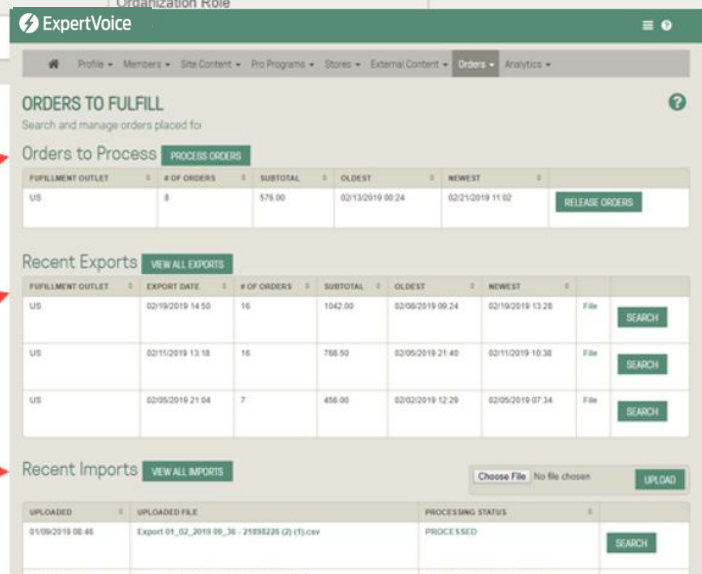 Organization Role
ExpertVoice
Profile Members Site Content Pro Programs Stores External Content Orders Analytics
ORDERS TO FULFILL
Search and manage orders placed for
Orders to Process PROCESS ORDERS
FUFILLMENT OUTLET # OF ORDERS SUBTOTAL OLDEST NEWEST
US 8 576.00 02/13/2019 00:24 02/21/2019 11:02 RELEASE ORDERS
Recent Exports VIEW ALL EXPORTS
FUFILLMENT OUTLET EXPORT DATE # OF ORDERS SUBTOTAL OLDEST NEWEST
US 02/19/2019 14:50 16 1042.00 02/08/2019 09:24 02/19/2019 13:28 File SEARCH
US 02/11/2019 13:18 16 768.50 02/05/2019 21:40 02/11/2019 10:38 File SEARCH
US 02/05/2019 21:04 7 456.00 02/02/2019 12:29 02/05/2019 07:34 File SEARCH
Recent Imports VIEW ALL IMPORTS Choose File No file chosen UPLOAD
UPLOADED UPLOADED FILE PROCESSING STATUS
01/09/2019 08:46 Export 01_02_2019 09_36 - 21898226 (2) (1).csv PROCESSED SEARCH